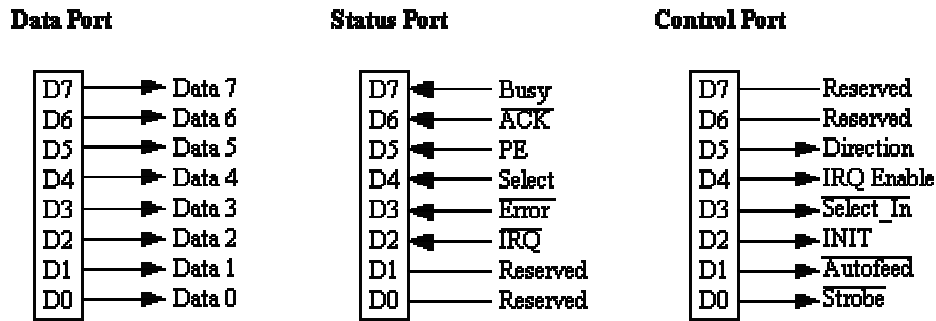 Data Port Status Port Control Port
D7 Data 7 D7 Busy D7 Reserved
D6 Data 6 D6 ACK D6 Reserved
D5 Data 5 D5 PE D5 Direction
D4 Data 4 D4 Select D4 IRQ Enable
D3 Data 3 D3 Error D3 Select_In
D2 Data 2 D2 IRQ D2 INIT
D1 Data 1 D1 Reserved D1 Autofeed
D0 Data 0 D0 Reserved D0 Strobe